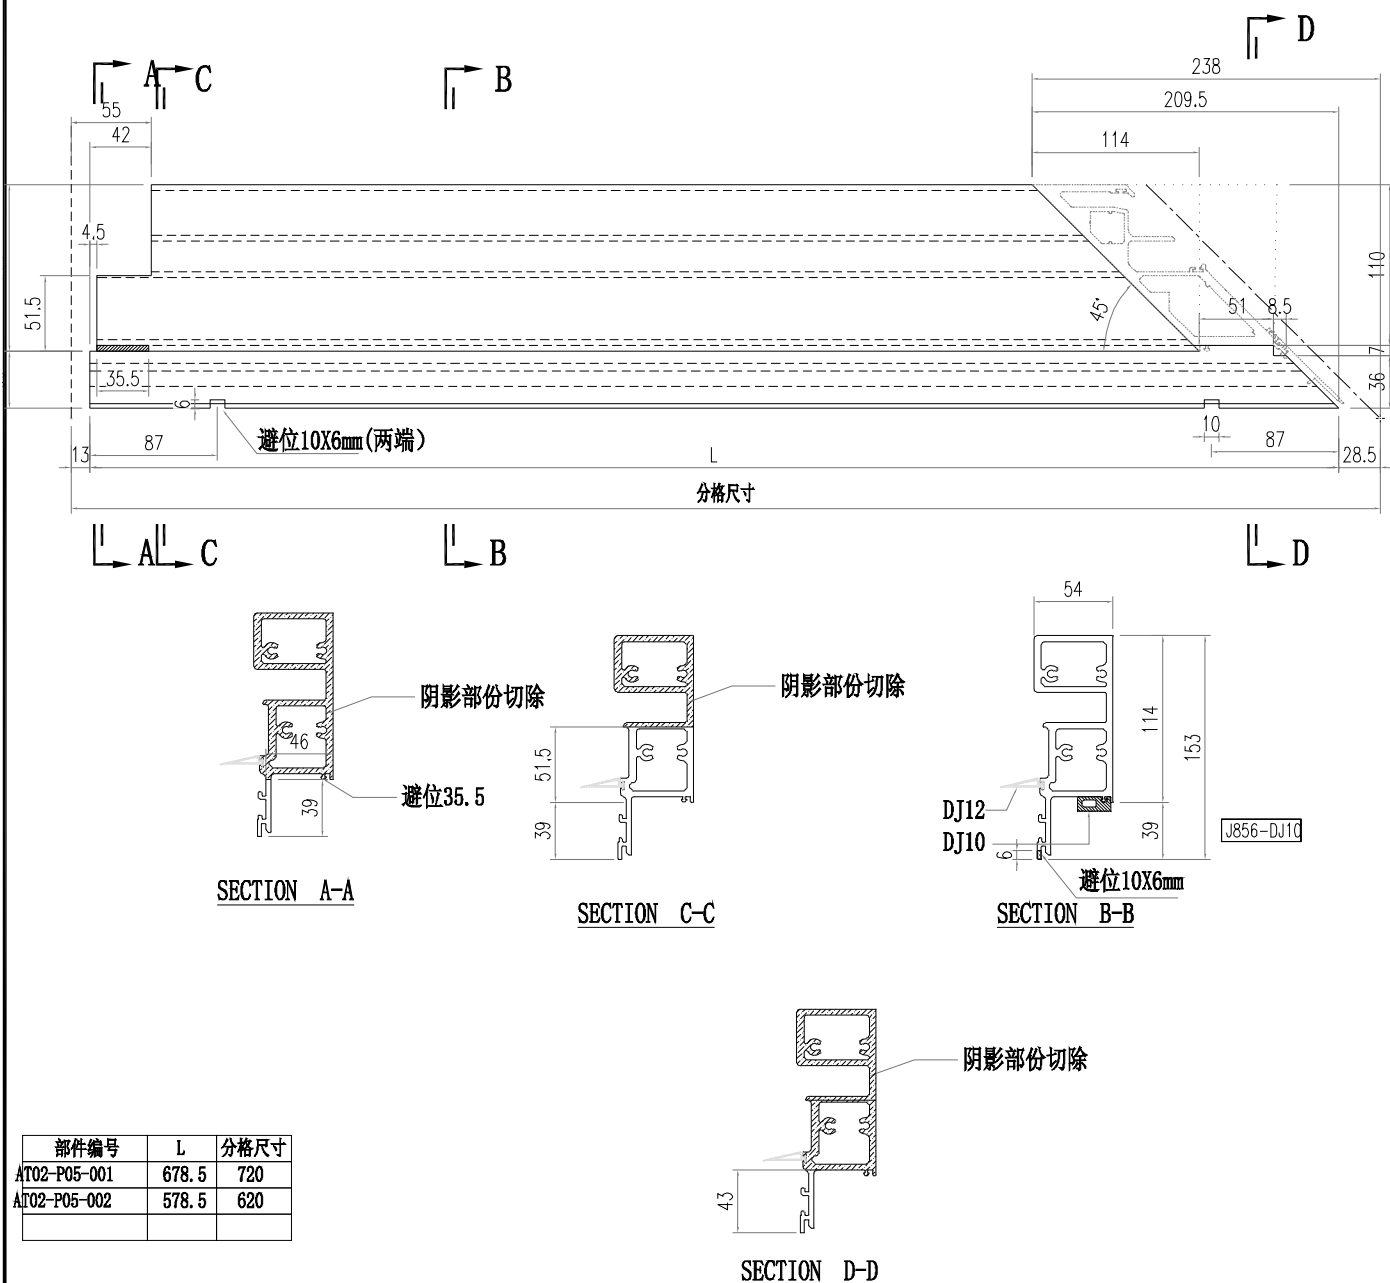 D
238
A
C
B
209.5
55
114
42
4.5
110
51
8.5
51.5
45°
7
35.5
36
6
避位10X6mm(两端)
10
87
87
13
L
28.5
分格尺寸
A
C
B
D
54
阴影部份切除
阴影部份切除
46
114
51.5
153
避位35.5
39
DJ12
39
39
DJ10
J856-DJ10
6
避位10X6mm
SECTION A-A
SECTION C-C
SECTION B-B
阴影部份切除
部件编号 L 分格尺寸
AT02-P05-001 678.5 720
AT02-P05-002 578.5 620
43
SECTION D-D